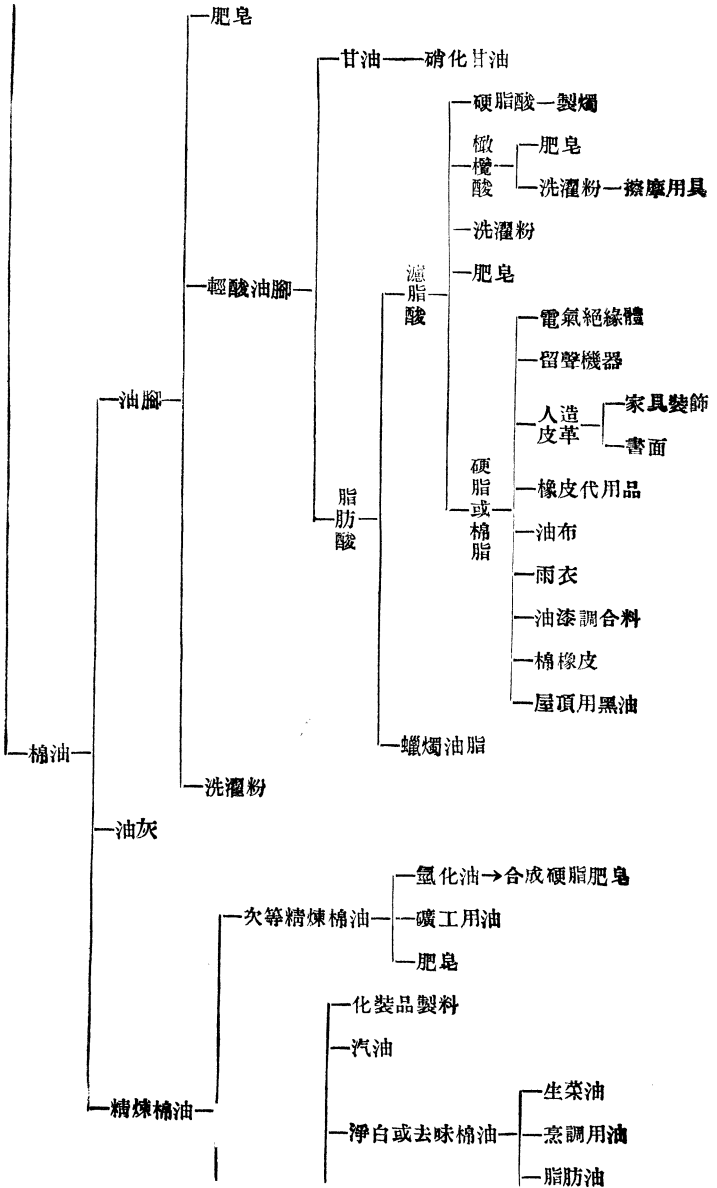 肥皂
甘油——硝化甘油
硬脂酸—製燭
橄欖酸
肥皂
洗濯粉—擦摩用具
洗濯粉
肥皂
輕酸油腳
濾脂酸
電氣絕緣體
留聲機器
油腳
人造皮革
家具裝飾
書面
硬脂或棉脂
橡皮代用品
脂肪酸
油布
雨衣
油漆調合料
棉橡皮
屋頂用黑油
蠟燭油脂
棉油
洗濯粉
油灰
氫化油→合成硬脂肥皂
次等精煉棉油
礦工用油
肥皂
化裝品製料
汽油
生菜油
精煉棉油
淨白或去味棉油
烹調用油
脂肪油